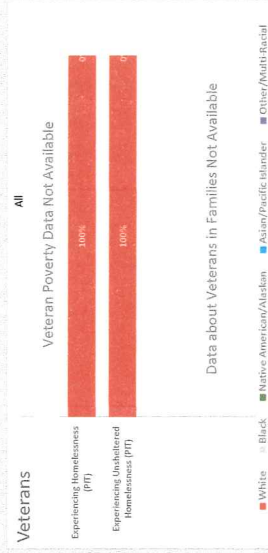 Veterans
All
Veteran Poverty Data Not Available
Experiencing Homelessness
(PIT)
100%
Experiencing Unsheltered
Homelessness (PIT)
100%
Data about Veterans in Families Not Available
White
Black
Native American/Alaskan
Asian/Pacific Islander
Other/Multi-Racial